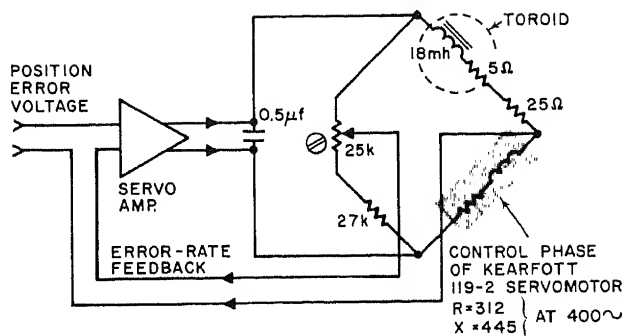 TOROID
18mh
5Ω
25Ω
POSITION
ERROR
VOLTAGE
0.5μf
25k
27k
SERVO
AMP.
ERROR-RATE
FEEDBACK
CONTROL PHASE
OF KEARFOTT
119-2 SERVOMOTOR
R=312
X=445
AT 400~